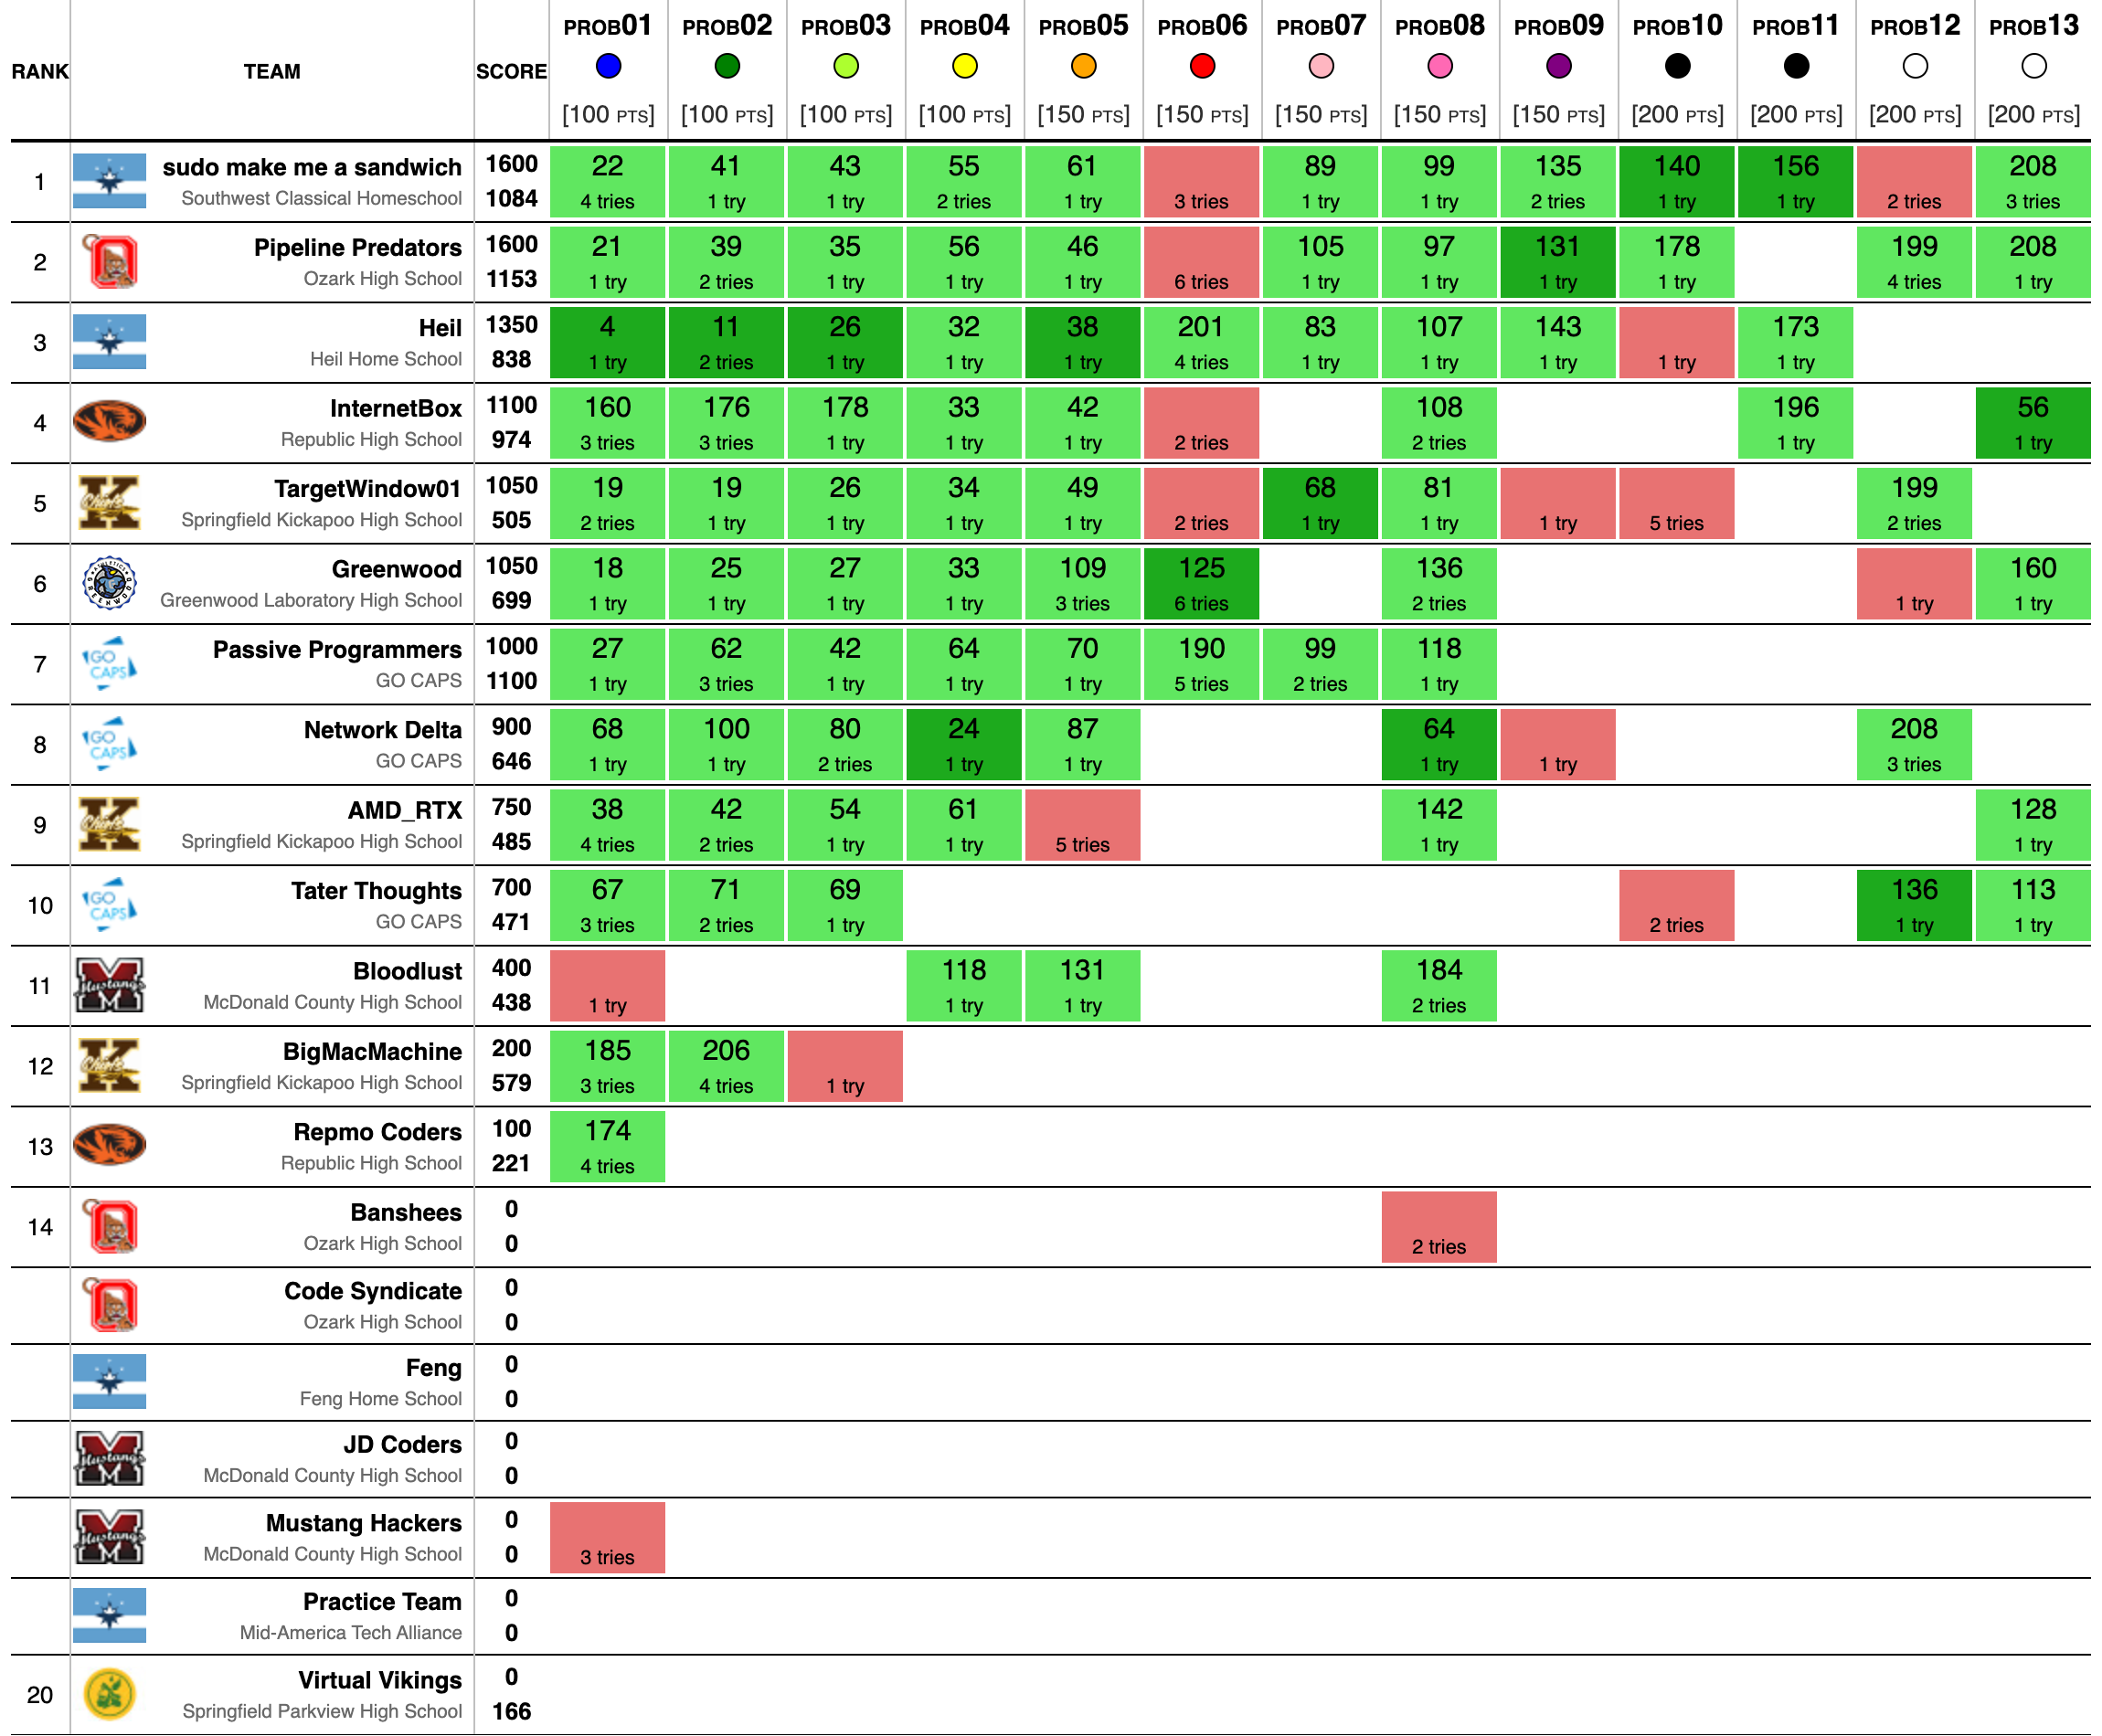 RANK TEAM SCORE PROB01 PROB02 PROB03 PROB04 PROB05 PROB06 PROB07 PROB08 PROB09 PROB10 PROB11 PROB12 PROB13
[100 PTS] [100 PTS] [100 PTS] [100 PTS] [150 PTS] [150 PTS] [150 PTS] [150 PTS] [150 PTS] [200 PTS] [200 PTS] [200 PTS] [200 PTS]
1 sudo make me a sandwich 1600 22 41 43 55 61 89 99 135 140 156 208
Southwest Classical Homeschool 1084 4 tries 1 try 1 try 2 tries 1 try 3 tries 1 try 1 try 2 tries 1 try 1 try 2 tries 3 tries
2 Pipeline Predators 1600 21 39 35 56 46 105 97 131 178 199 208
Ozark High School 1153 1 try 2 tries 1 try 1 try 1 try 6 tries 1 try 1 try 1 try 1 try 4 tries 1 try
3 Heil 1350 4 11 26 32 38 201 83 107 143 173
Heil Home School 838 1 try 2 tries 1 try 1 try 1 try 4 tries 1 try 1 try 1 try 1 try 1 try
4 InternetBox 1100 160 176 178 33 42 108 196 56
Republic High School 974 3 tries 3 tries 1 try 1 try 1 try 2 tries 2 tries 1 try 1 try
5 TargetWindow01 1050 19 19 26 34 49 68 81 199
Springfield Kickapoo High School 505 2 tries 1 try 1 try 1 try 1 try 2 tries 1 try 1 try 1 try 5 tries 2 tries
6 Greenwood 1050 18 25 27 33 109 125 136 160
Greenwood Laboratory High School 699 1 try 1 try 1 try 1 try 3 tries 6 tries 2 tries 1 try 1 try
7 GO CAPS Passive Programmers 1000 27 62 42 64 70 190 99 118
GO CAPS 1100 1 try 3 tries 1 try 1 try 1 try 5 tries 2 tries 1 try
8 GO CAPS Network Delta 900 68 100 80 24 87 64 208
GO CAPS 646 1 try 1 try 2 tries 1 try 1 try 1 try 1 try 3 tries
9 AMD_RTX 750 38 42 54 61 142 128
Springfield Kickapoo High School 485 4 tries 2 tries 1 try 1 try 5 tries 1 try 1 try
10 GO CAPS Tater Thoughts 700 67 71 69 136 113
GO CAPS 471 3 tries 2 tries 1 try 2 tries 1 try 1 try
11 Mustangs Bloodlust 400 118 131 184
McDonald County High School 438 1 try 1 try 1 try 2 tries
12 BigMacMachine 200 185 206
Springfield Kickapoo High School 579 3 tries 4 tries 1 try
13 Repmo Coders 100 174
Republic High School 221 4 tries
14 Banshees 0
Ozark High School 0 2 tries
Code Syndicate 0
Ozark High School 0
Feng 0
Feng Home School 0
Mustangs JD Coders 0
McDonald County High School 0
Mustangs Mustang Hackers 0
McDonald County High School 0 3 tries
Practice Team 0
Mid-America Tech Alliance 0
20 Virtual Vikings 0
Springfield Parkview High School 166